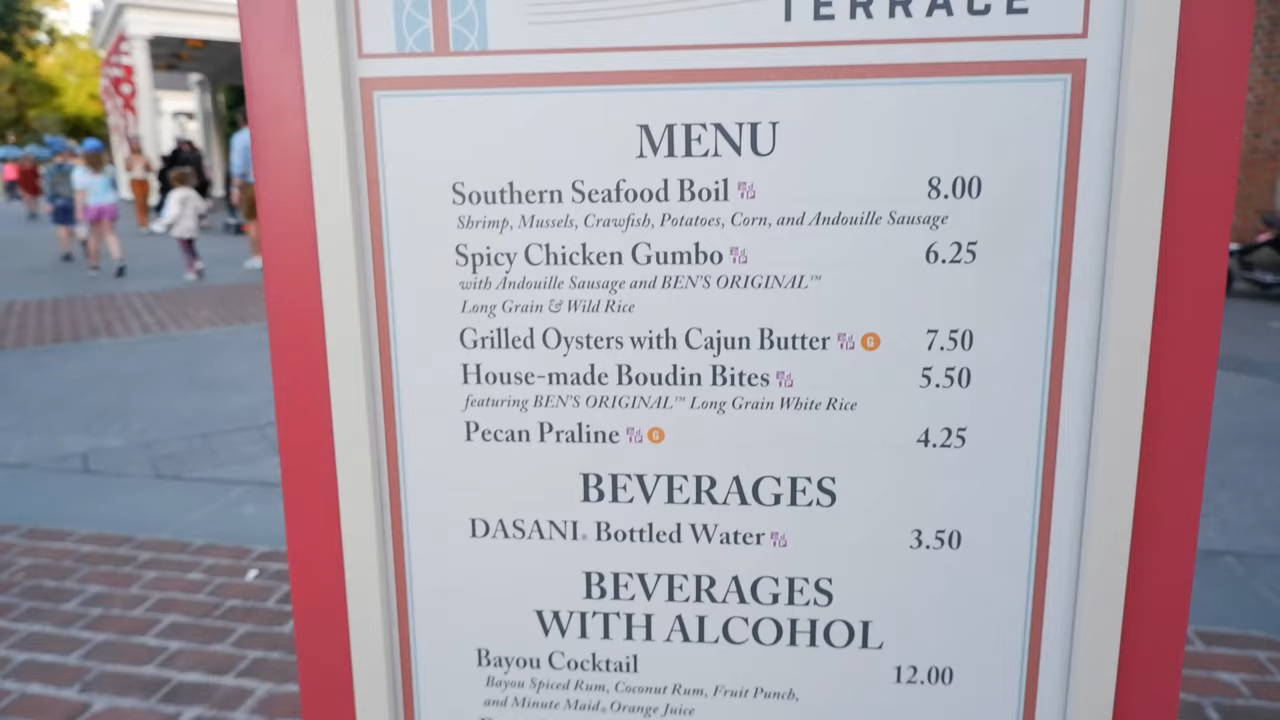 TERRACE
MENU
Southern Seafood Boil 8.00
Shrimp, Mussels, Crawfish, Potatoes, Corn, and Andouille Sausage
Spicy Chicken Gumbo 6.25
with Andouille Sausage and BEN'S ORIGINAL™
Long Grain & Wild Rice
Grilled Oysters with Cajun Butter G 7.50
House-made Boudin Bites 5.50
featuring BEN'S ORIGINAL™ Long Grain White Rice
Pecan Praline G 4.25
BEVERAGES
DASANI® Bottled Water 3.50
BEVERAGES
WITH ALCOHOL
Bayou Cocktail 12.00
Bayou Spiced Rum, Coconut Rum, Fruit Punch,
and Minute Maid® Orange Juice